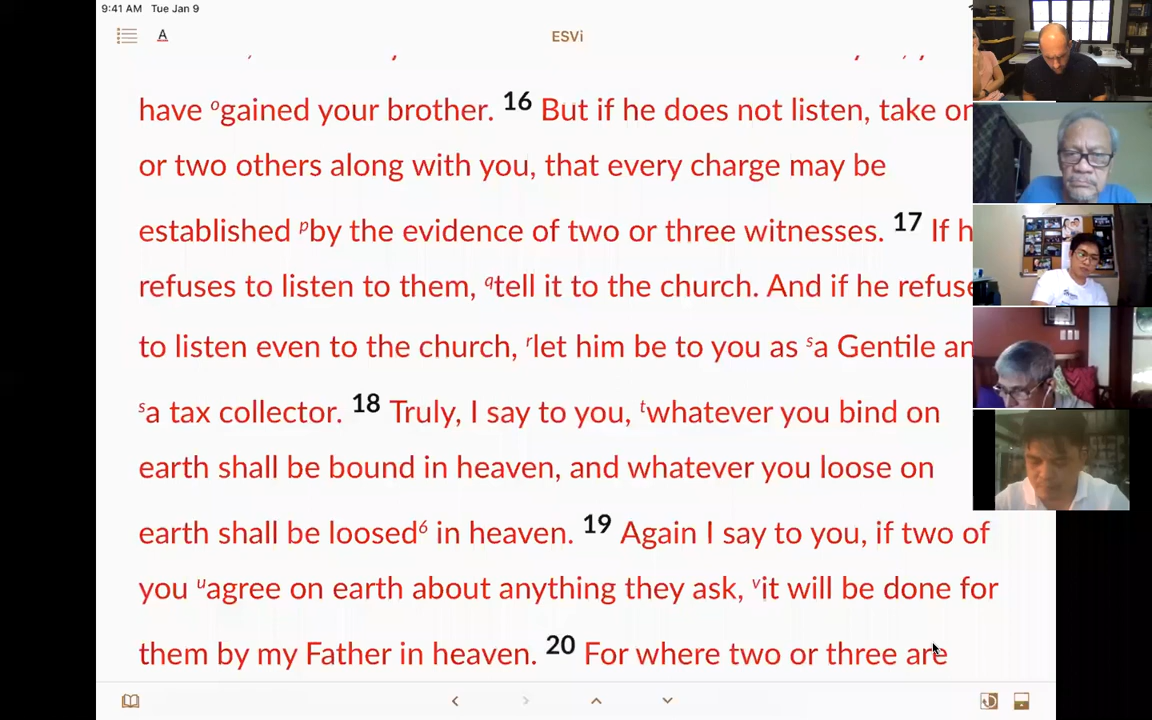 9:41 AM Tue Jan 9
ESVi
have ᵒgained your brother. 16 But if he does not listen, take
or two others along with you, that every charge may be
established ᵖby the evidence of two or three witnesses. 17 If
refuses to listen to them, ᑫtell it to the church. And if he
to listen even to the church, ʳlet him be to you as ˢa Gentile
ˢa tax collector. 18 Truly, I say to you, ᵗwhatever you bind on
earth shall be bound in heaven, and whatever you loose on
earth shall be loosed⁶ in heaven. 19 Again I say to you, if two of
you ᵘagree on earth about anything they ask, ᵛit will be done for
them by my Father in heaven. 20 For where two or three are